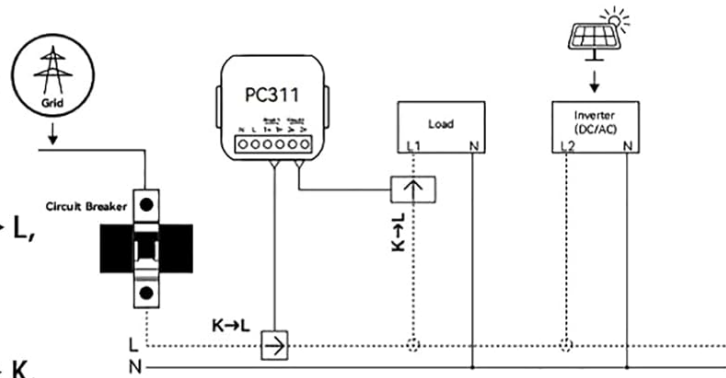 Grid
PC311
N L
Load
L1 N
Inverter
(DC/AC)
L2 N
Circuit Breaker
L,
K→L
K→L
L
N
K.